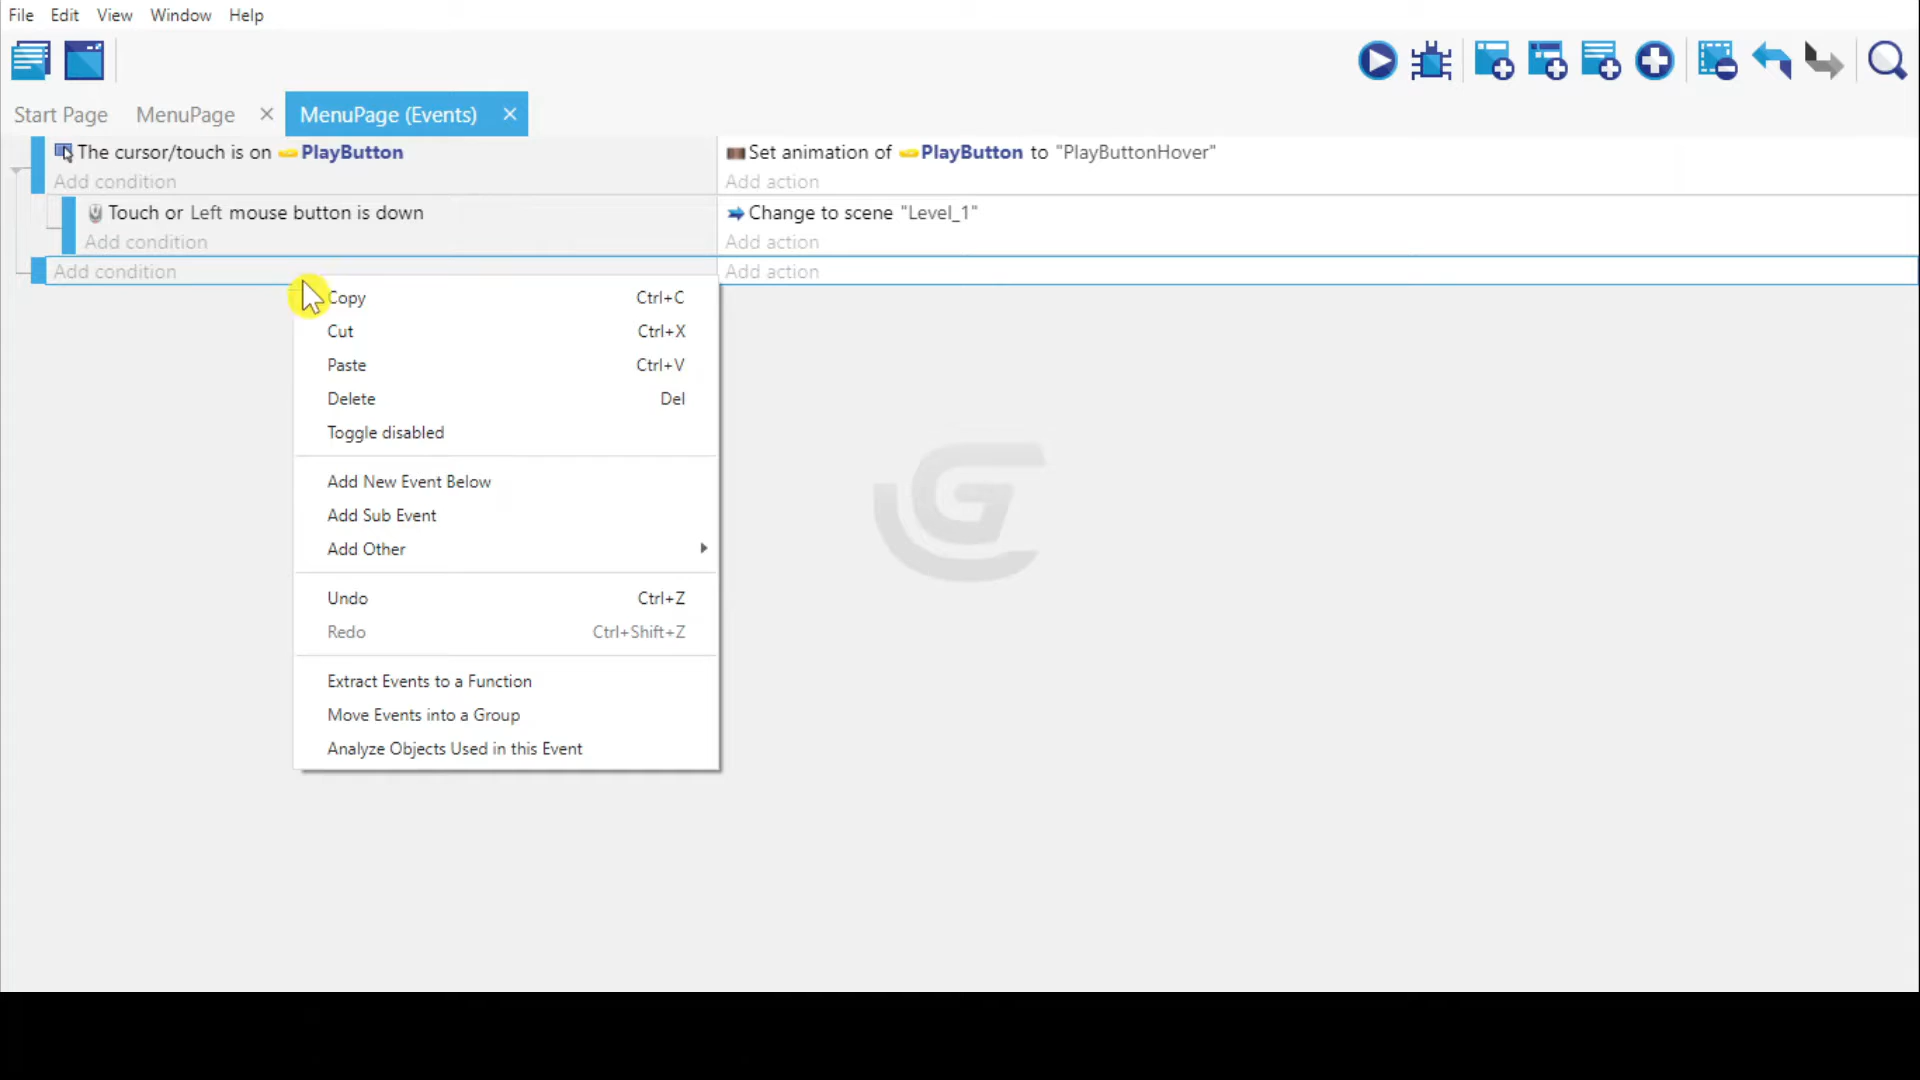 File Edit View Window Help
Start Page MenuPage MenuPage (Events)
The cursor/touch is on PlayButton
Set animation of PlayButton to "PlayButtonHover"
Add condition
Add action
Touch or Left mouse button is down
Change to scene "Level_1"
Add condition
Add action
Add condition
Add action
Copy Ctrl+C
Cut Ctrl+X
Paste Ctrl+V
Delete Del
Toggle disabled
Add New Event Below
Add Sub Event
Add Other
Undo Ctrl+Z
Redo Ctrl+Shift+Z
Extract Events to a Function
Move Events into a Group
Analyze Objects Used in this Event